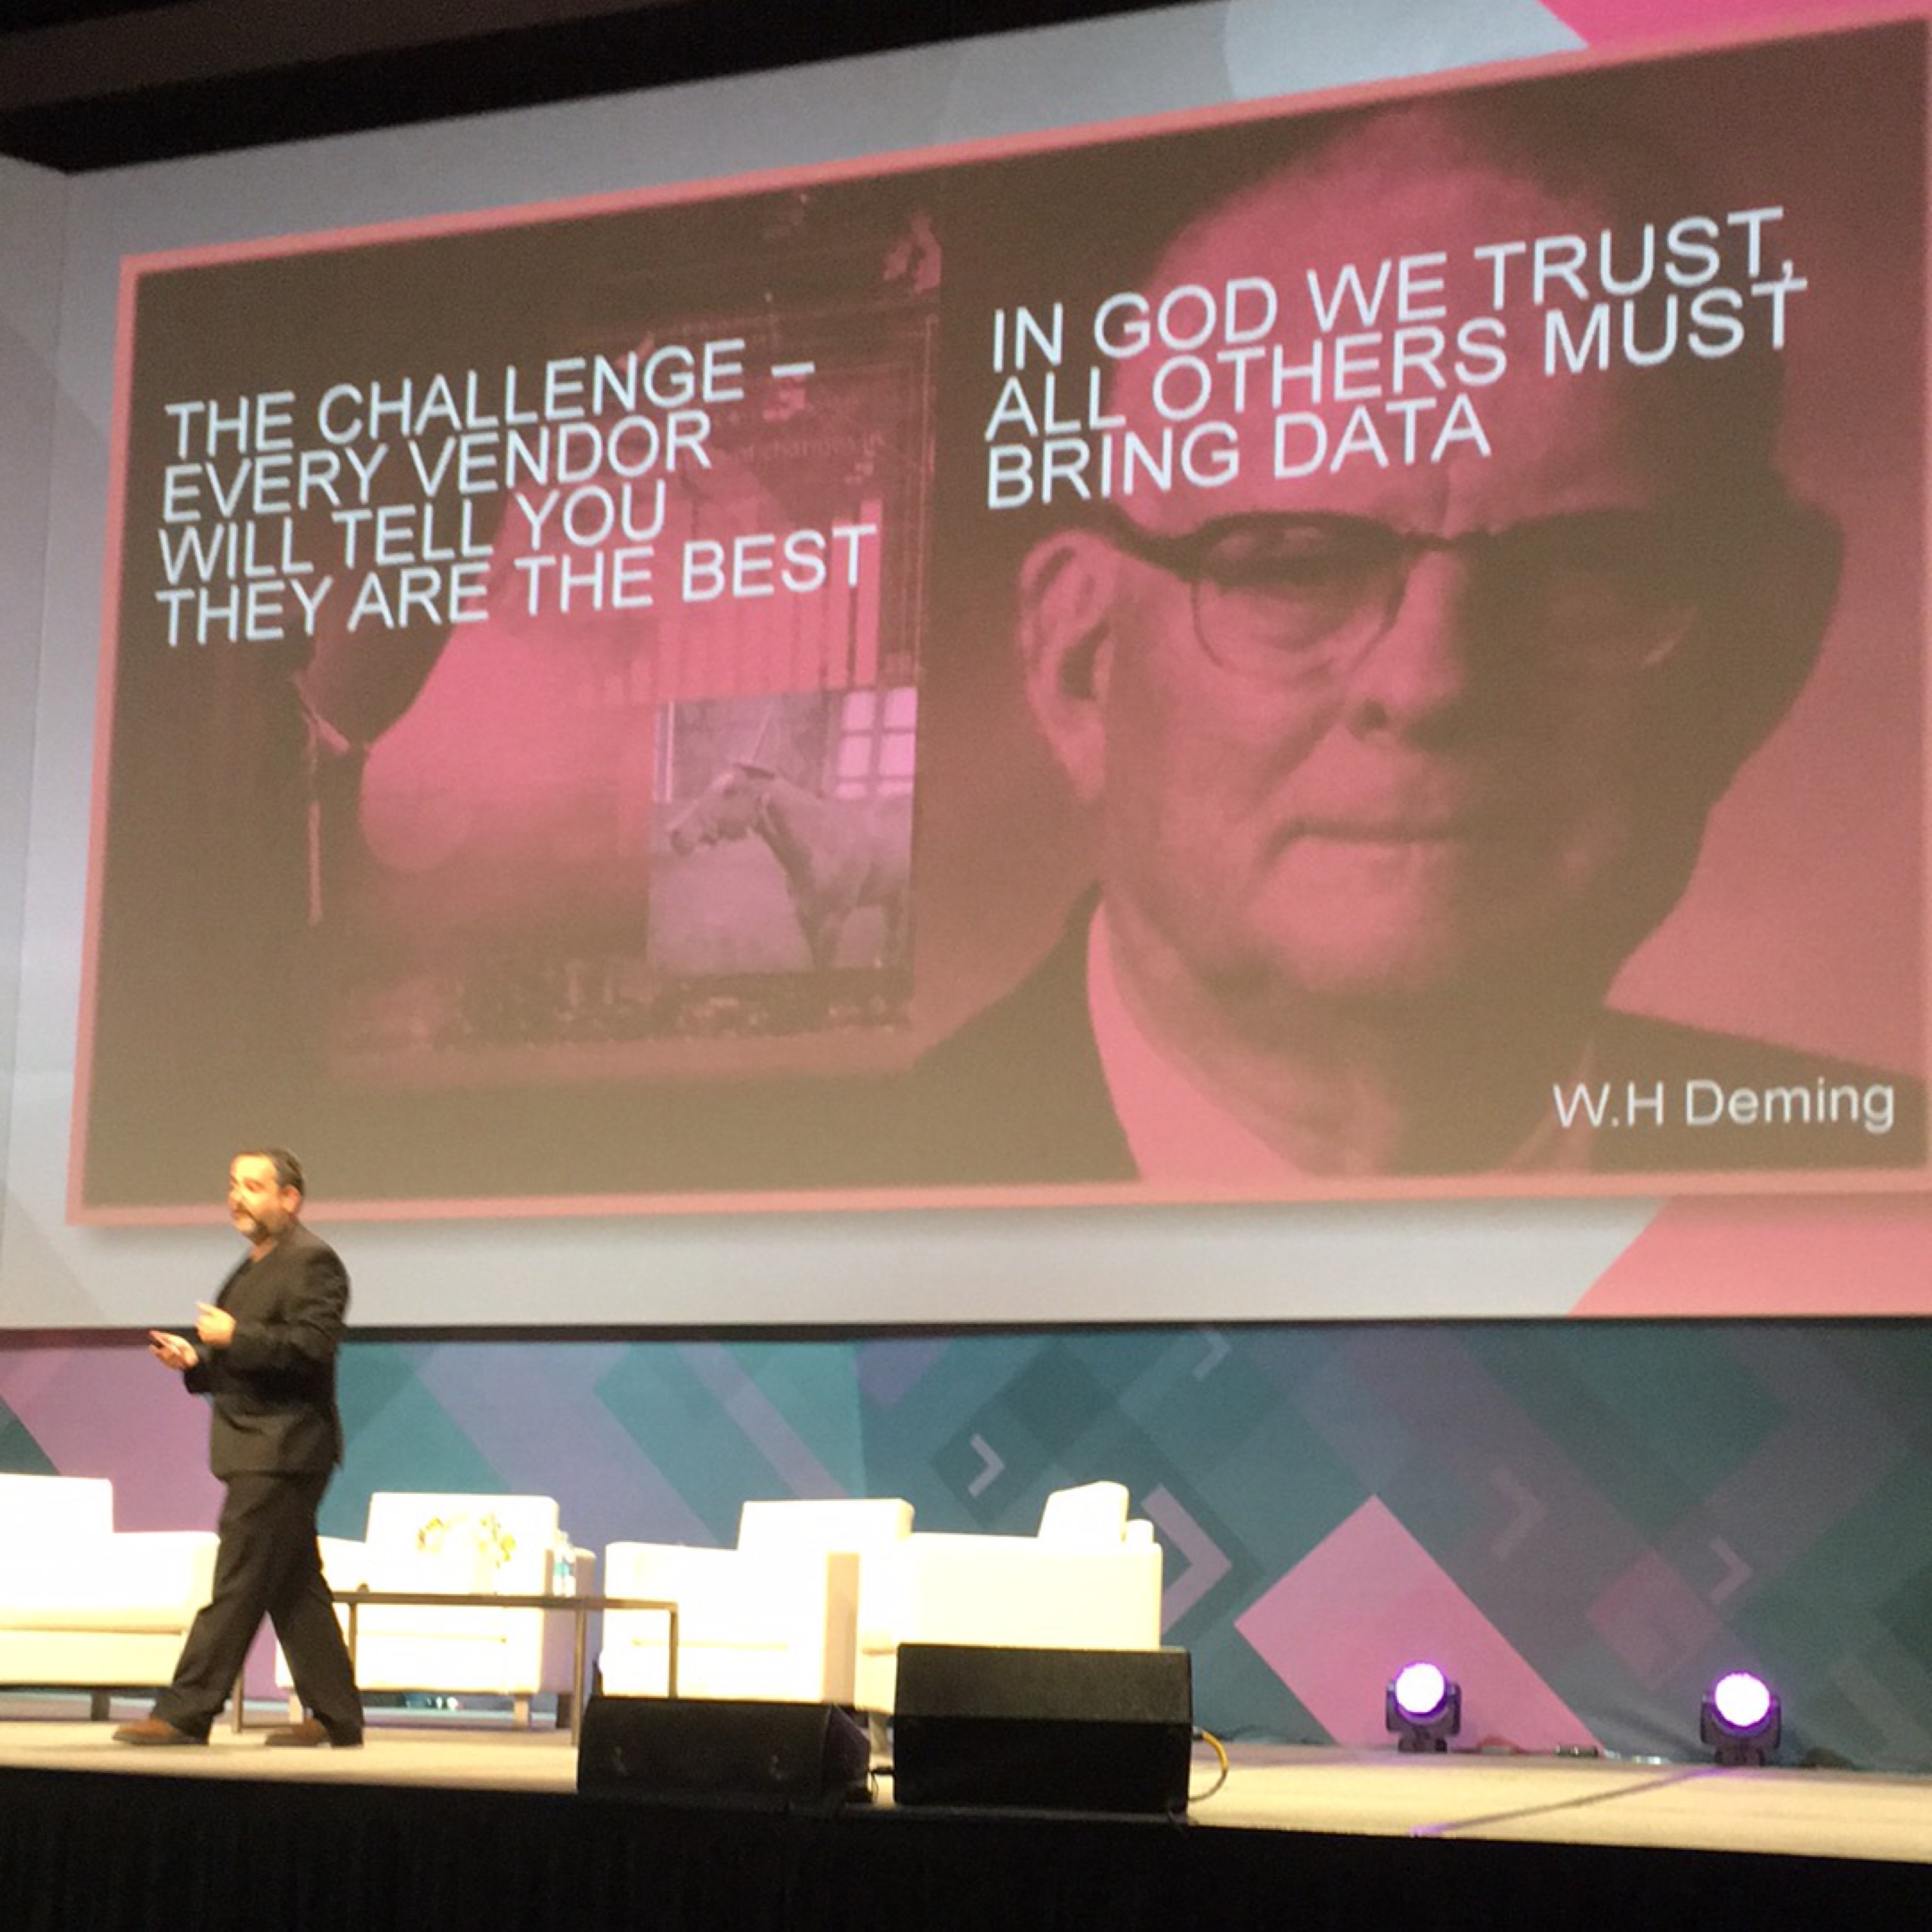 THE CHALLENGE –
EVERY VENDOR
WILL TELL YOU
THEY ARE THE BEST
IN GOD WE TRUST,
ALL OTHERS MUST
BRING DATA
W.H Deming